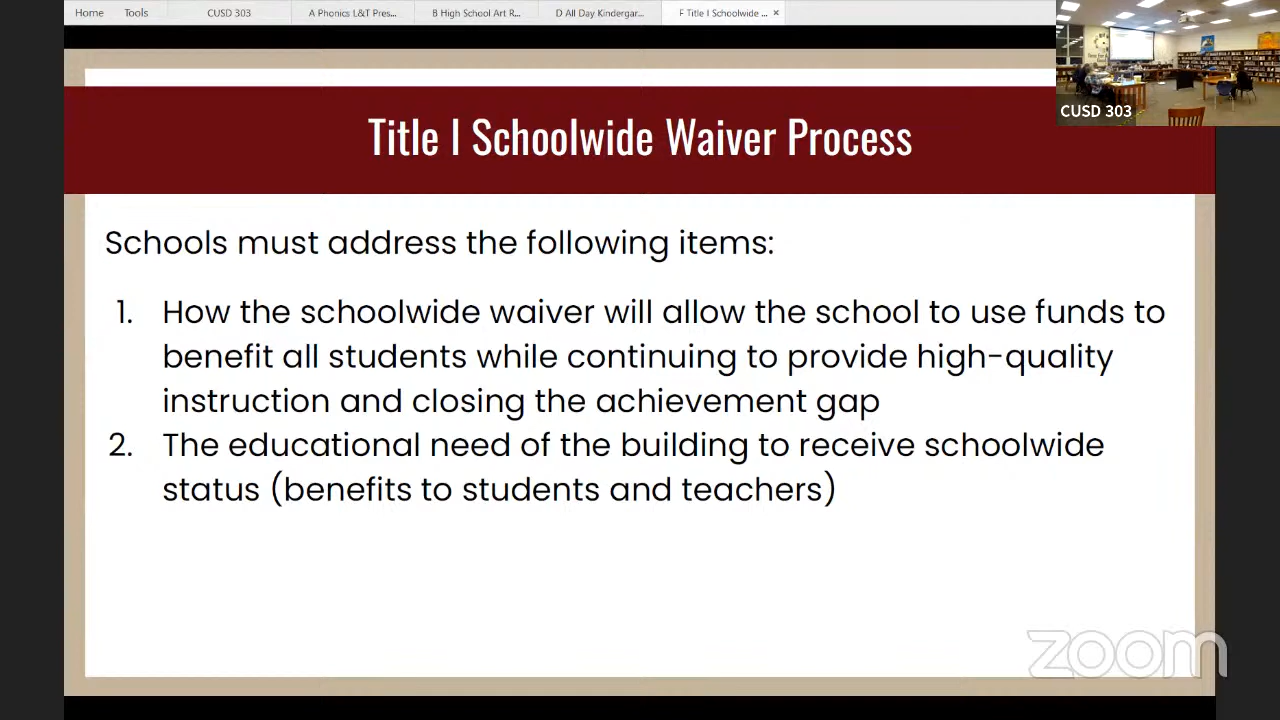 Home Tools CUSD 303 A Phonics L&T Pres... B High School Art R... D All Day Kindergar... F Title I Schoolwide ... ×
CUSD 303
Title I Schoolwide Waiver Process
Schools must address the following items:
1. How the schoolwide waiver will allow the school to use funds to
benefit all students while continuing to provide high-quality
instruction and closing the achievement gap
2. The educational need of the building to receive schoolwide
status (benefits to students and teachers)
zoom